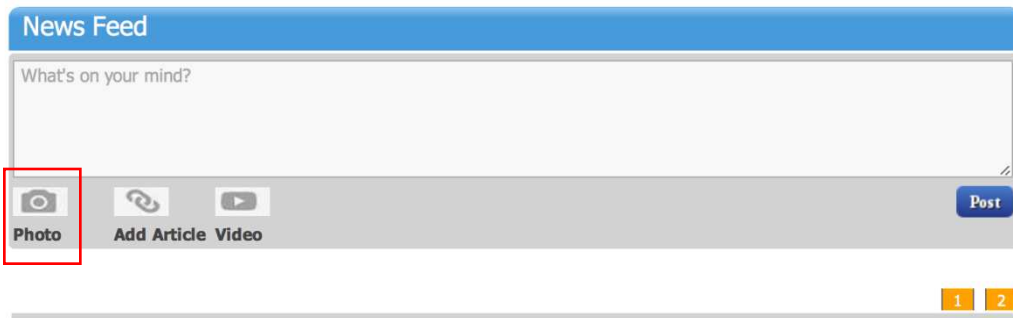 News Feed
What's on your mind?
Post
Photo Add Article Video
1 2